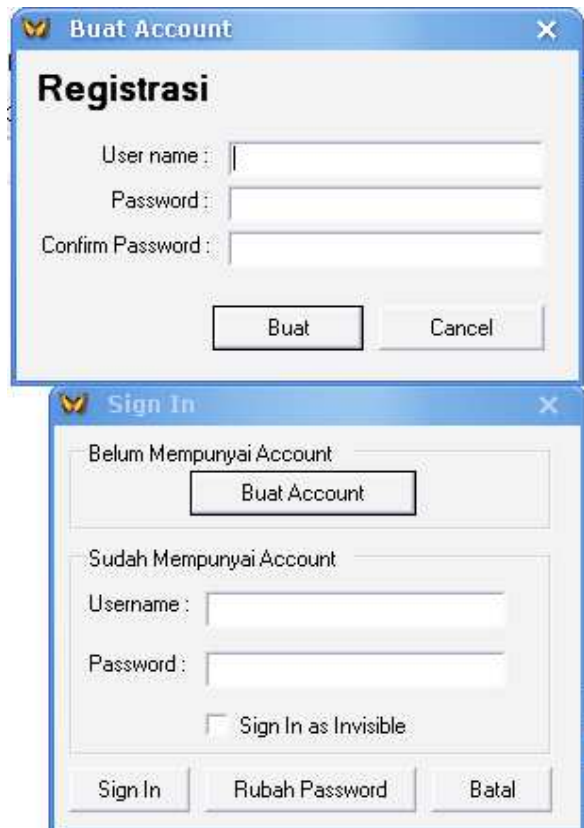 Buat Account
Registrasi
User name :
Password :
Confirm Password :
Buat Cancel
Sign In
Belum Mempunyai Account
Buat Account
Sudah Mempunyai Account
Username :
Password :
Sign In as Invisible
Sign In Rubah Password Batal